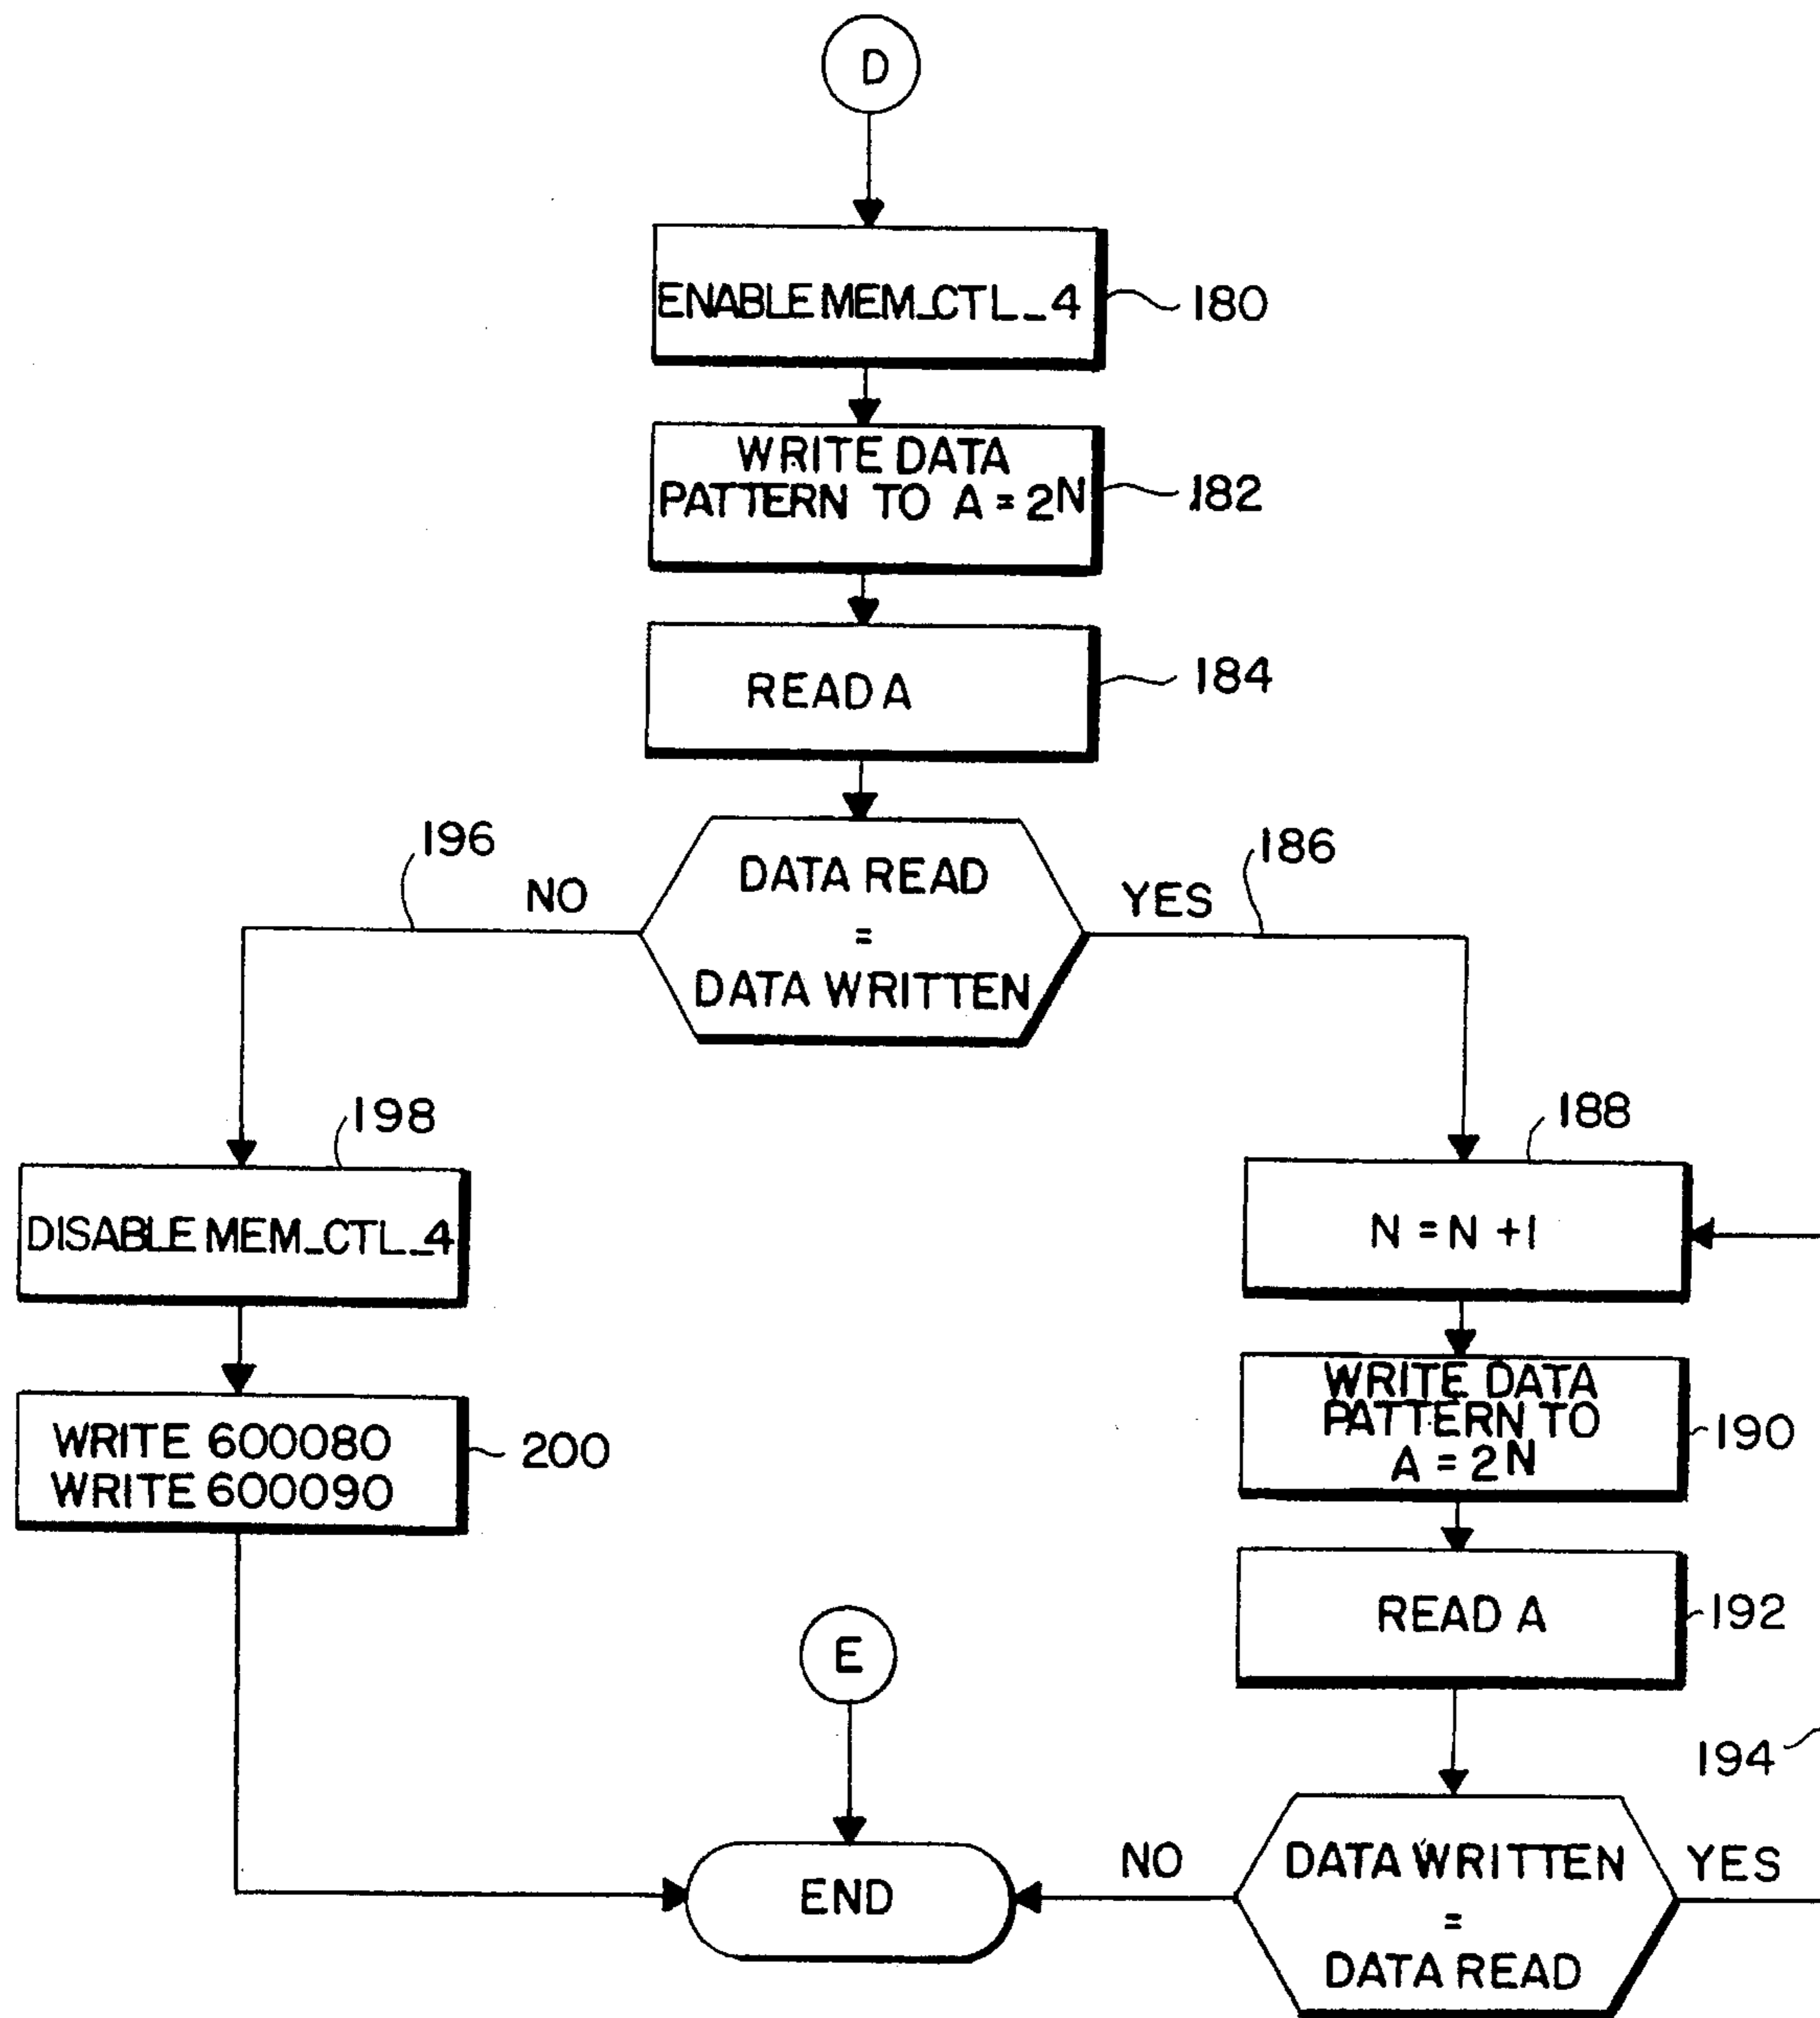 D
ENABLE MEM_CTL_4
180
WRITE DATA
PATTERN TO A = 2N
182
READ A
184
196
NO
DATA READ
=
DATA WRITTEN
YES
186
198
DISABLE MEM_CTL_4
188
N = N + 1
WRITE 600080
WRITE 600090
200
WRITE DATA
PATTERN TO
A = 2N
190
READ A
192
E
194
END
NO
DATA WRITTEN
=
DATA READ
YES